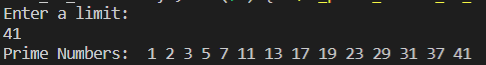 Enter a limit:
41
Prime Numbers:  1 2 3 5 7 11 13 17 19 23 29 31 37 41